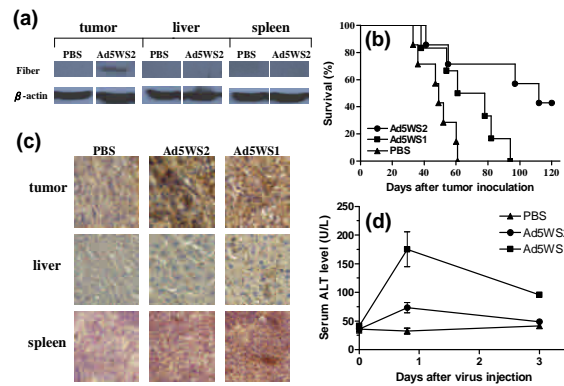 (a)
tumor liver spleen
PBS Ad5WS2 PBS Ad5WS2 PBS Ad5WS2
Fiber
β-actin
(b)
Survival (%)
100
80
60
40
20
0
Ad5WS2
Ad5WS1
PBS
0 20 40 60 80 100 120
Days after tumor inoculation
(c)
PBS Ad5WS2 Ad5WS1
tumor
liver
spleen
(d)
Serum ALT level (U/L)
250
200
150
100
50
0
PBS
Ad5WS2
Ad5WS
0 1 2 3
Days after virus injection